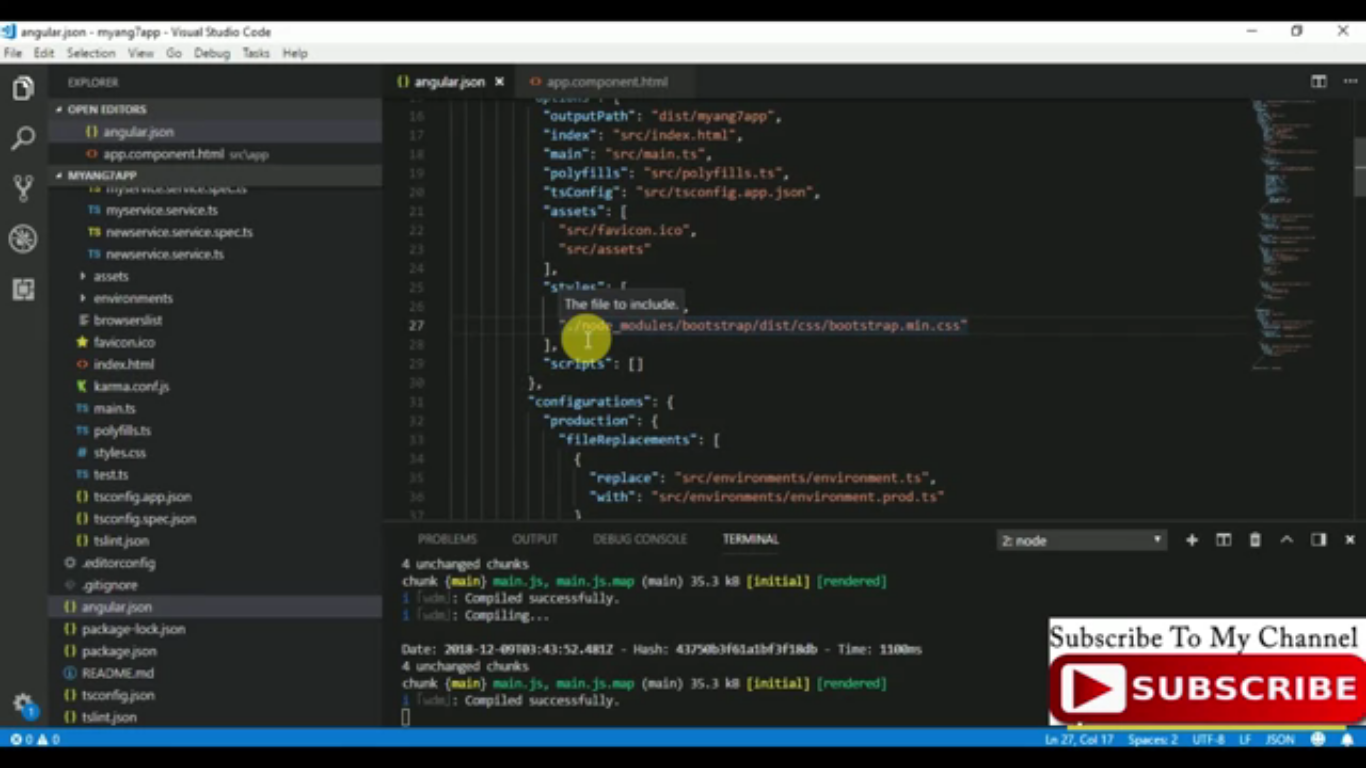 angular.json - myang7app - Visual Studio Code
File Edit Selection View Go Debug Tasks Help
EXPLORER
OPEN EDITORS
{} angular.json
<> app.component.html src\app
MYANG7APP
TS myservice.service.spec.ts
TS myservice.service.ts
TS newservice.service.spec.ts
TS newservice.service.ts
assets
environments
browserslist
favicon.ico
<> index.html
karma.conf.js
TS main.ts
TS polyfills.ts
# styles.css
TS test.ts
{} tsconfig.app.json
{} tsconfig.spec.json
{} tslint.json
.editorconfig
.gitignore
{} angular.json
{} package-lock.json
{} package.json
README.md
{} tsconfig.json
{} tslint.json
{} angular.json × <> app.component.html
"options": {
16 "outputPath": "dist/myang7app",
17 "index": "src/index.html",
18 "main": "src/main.ts",
19 "polyfills": "src/polyfills.ts",
20 "tsConfig": "src/tsconfig.app.json",
21 "assets": [
22 "src/favicon.ico",
23 "src/assets"
24 ],
25 "styles": [
The file to include.
26 ,
27 "./node_modules/bootstrap/dist/css/bootstrap.min.css"
28 ],
29 "scripts": []
30 },
31 "configurations": {
32 "production": {
33 "fileReplacements": [
34 {
35 "replace": "src/environments/environment.ts",
36 "with": "src/environments/environment.prod.ts"
37 }
PROBLEMS OUTPUT DEBUG CONSOLE TERMINAL 2: node
4 unchanged chunks
chunk {main} main.js, main.js.map (main) 35.3 kB [initial] [rendered]
i ｢wdm｣: Compiled successfully.
i ｢wdm｣: Compiling...
Date: 2018-12-09T03:43:52.481Z - Hash: 43750b3f61a1bf3f18db - Time: 1100ms
4 unchanged chunks
chunk {main} main.js, main.js.map (main) 35.3 kB [initial] [rendered]
i ｢wdm｣: Compiled successfully.
Subscribe To My Channel
SUBSCRIBE
1
0 0 Ln 27, Col 17 Spaces: 2 UTF-8 LF JSON